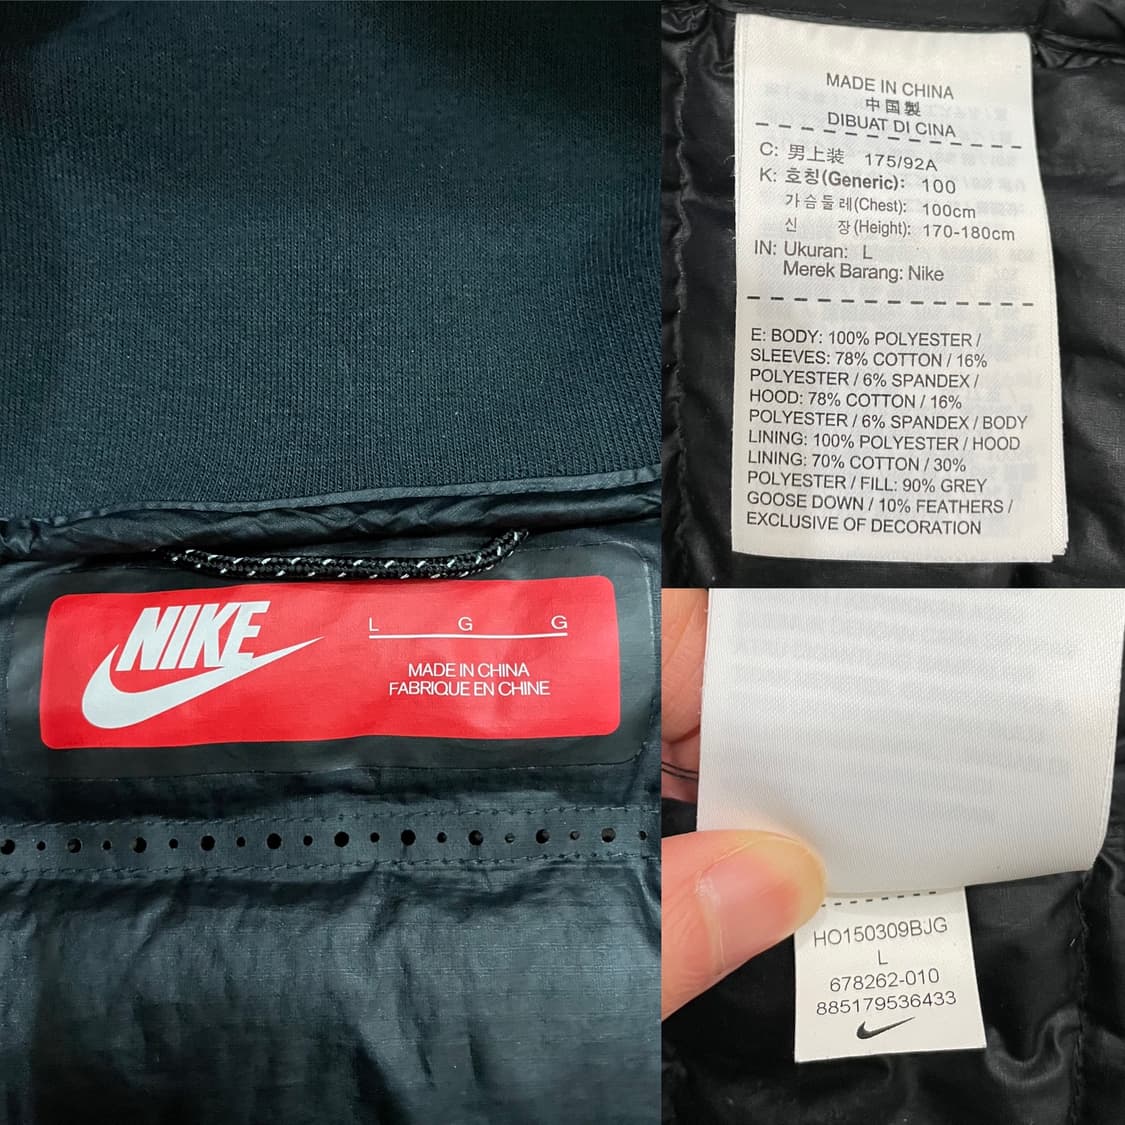 NIKE
L G G
MADE IN CHINA
FABRIQUE EN CHINE
MADE IN CHINA
中国製
DIBUAT DI CINA
C: 男上装 175/92A
K: 호칭(Generic): 100
가슴둘레(Chest): 100cm
신 장(Height): 170-180cm
IN: Ukuran: L
Merek Barang: Nike
E: BODY: 100% POLYESTER /
SLEEVES: 78% COTTON / 16%
POLYESTER / 6% SPANDEX /
HOOD: 78% COTTON / 16%
POLYESTER / 6% SPANDEX / BODY
LINING: 100% POLYESTER / HOOD
LINING: 70% COTTON / 30%
POLYESTER / FILL: 90% GREY
GOOSE DOWN / 10% FEATHERS /
EXCLUSIVE OF DECORATION
HO150309BJG
L
678262-010
885179536433